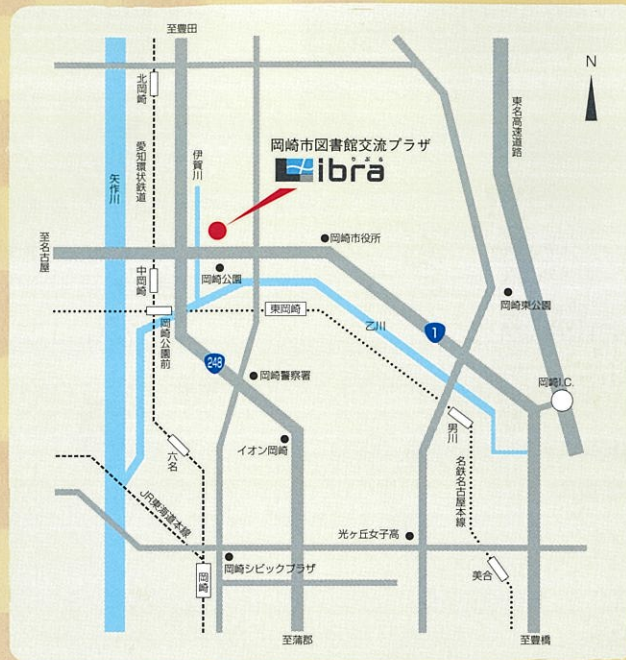 至豊田
N
北岡崎
愛知環状鉄道
伊賀川
東名高速道路
岡崎市図書館交流プラザ
りぶら
Libra
矢作川
至名古屋
岡崎市役所
中岡崎
岡崎公園
岡崎東公園
東岡崎
乙川
岡崎公園前
1
248
岡崎警察署
岡崎I.C.
男川
イオン岡崎
六名
名鉄名古屋本線
JR東海道本線
光ヶ丘女子高
岡崎シビックプラザ
岡崎
美合
至蒲郡
至豊橋